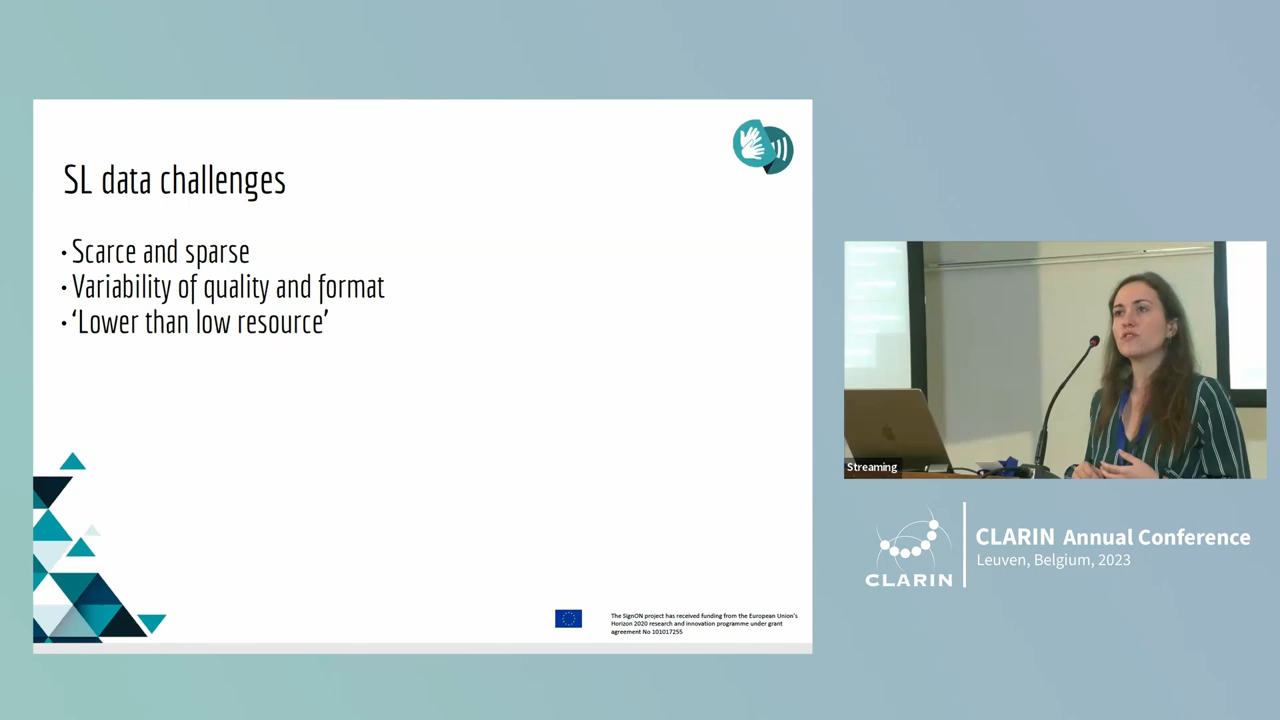 SL data challenges
• Scarce and sparse
• Variability of quality and format
• ‘Lower than low resource’
The SignON project has received funding from the European Union's
Horizon 2020 research and innovation programme under grant
agreement No 101017255
Streaming
CLARIN
CLARIN Annual Conference
Leuven, Belgium, 2023